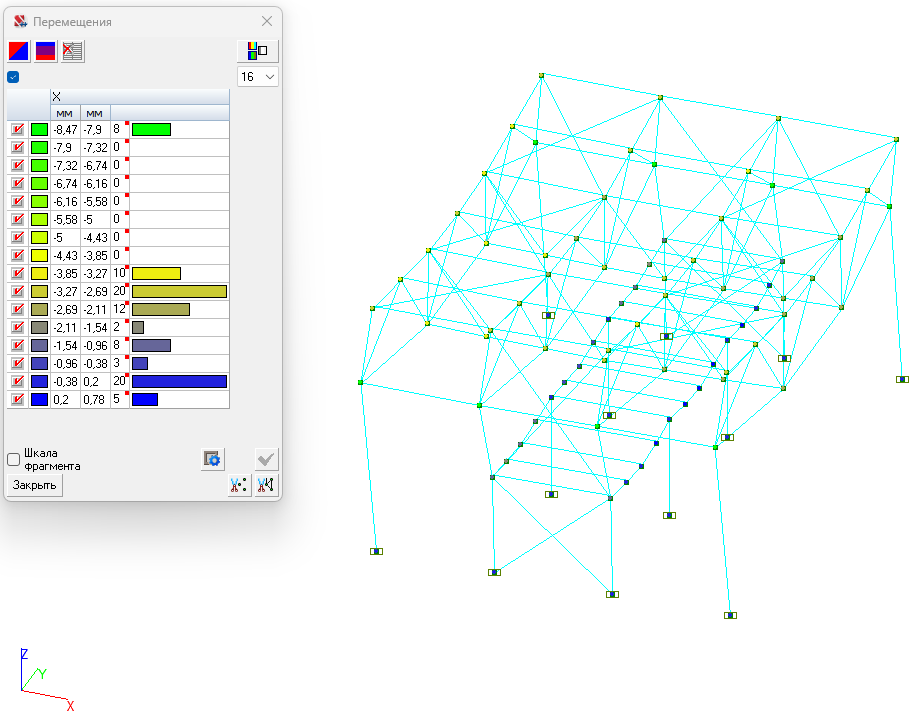 Перемещения
16
X
мм мм
-8,47 -7,9 8
-7,9 -7,32 0
-7,32 -6,74 0
-6,74 -6,16 0
-6,16 -5,58 0
-5,58 -5 0
-5 -4,43 0
-4,43 -3,85 0
-3,85 -3,27 10
-3,27 -2,69 20
-2,69 -2,11 12
-2,11 -1,54 2
-1,54 -0,96 8
-0,96 -0,38 3
-0,38 0,2 20
0,2 0,78 5
Шкала
фрагмента
Закрыть
Z
Y
X